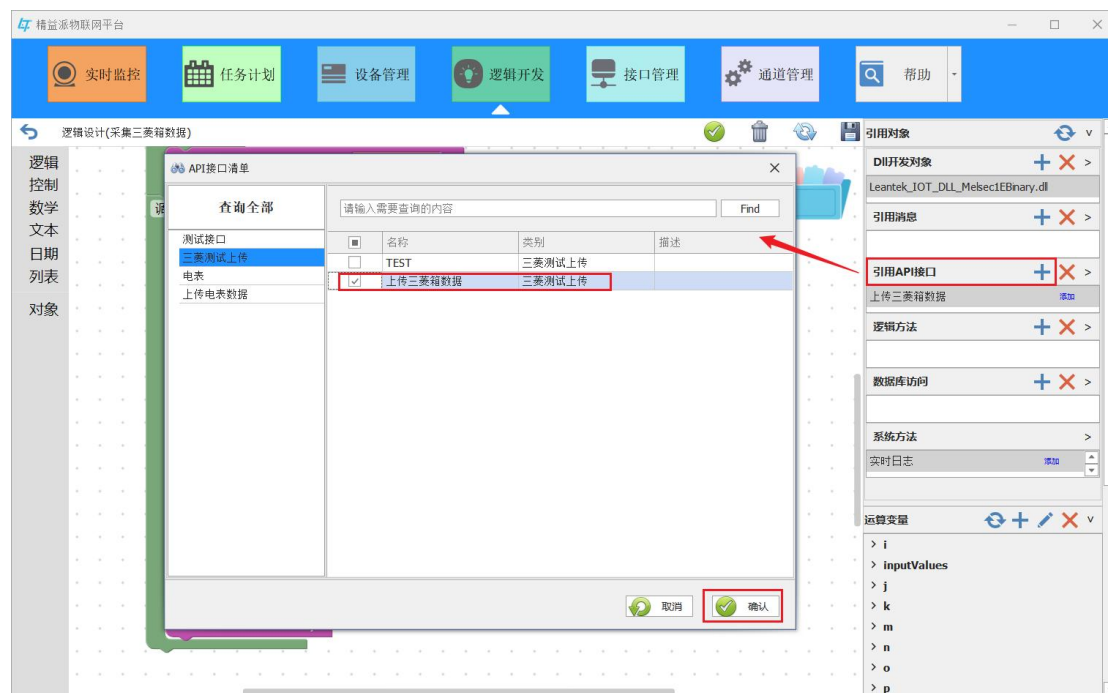 精益派物联网平台
实时监控
任务计划
设备管理
逻辑开发
接口管理
通道管理
帮助
逻辑设计(采集三菱箱数据)
逻辑
控制
数学
文本
日期
列表
对象
API接口清单
查询全部
测试接口
三菱测试上传
电表
上传电表数据
请输入需要查询的内容
Find
名称 类别 描述
TEST 三菱测试上传
上传三菱箱数据 三菱测试上传
取消
确认
引用对象
Dll开发对象
Leantek_IOT_DLL_Melsec1EBinary.dl
引用消息
引用API接口
上传三菱箱数据 添加
逻辑方法
数据库访问
系统方法
实时日志 添加
运算变量
i
inputValues
j
k
m
n
o
p